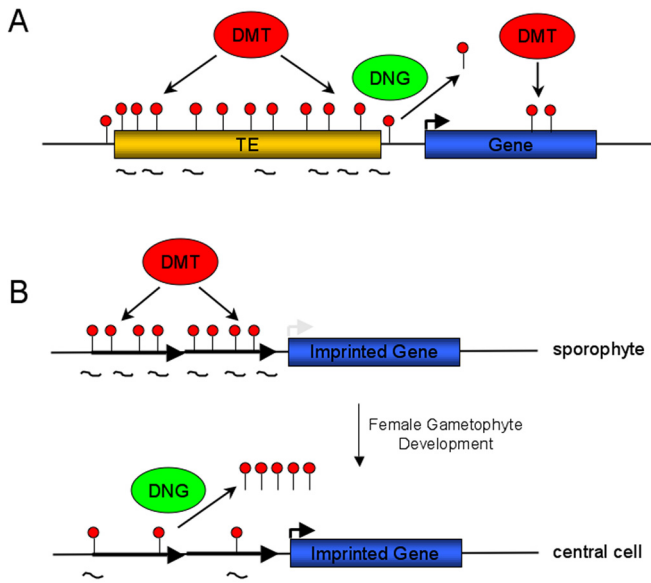 A
DMT
DMT
DNG
TE
Gene
B
DMT
Imprinted Gene
sporophyte
Female Gametophyte
Development
DNG
Imprinted Gene
central cell